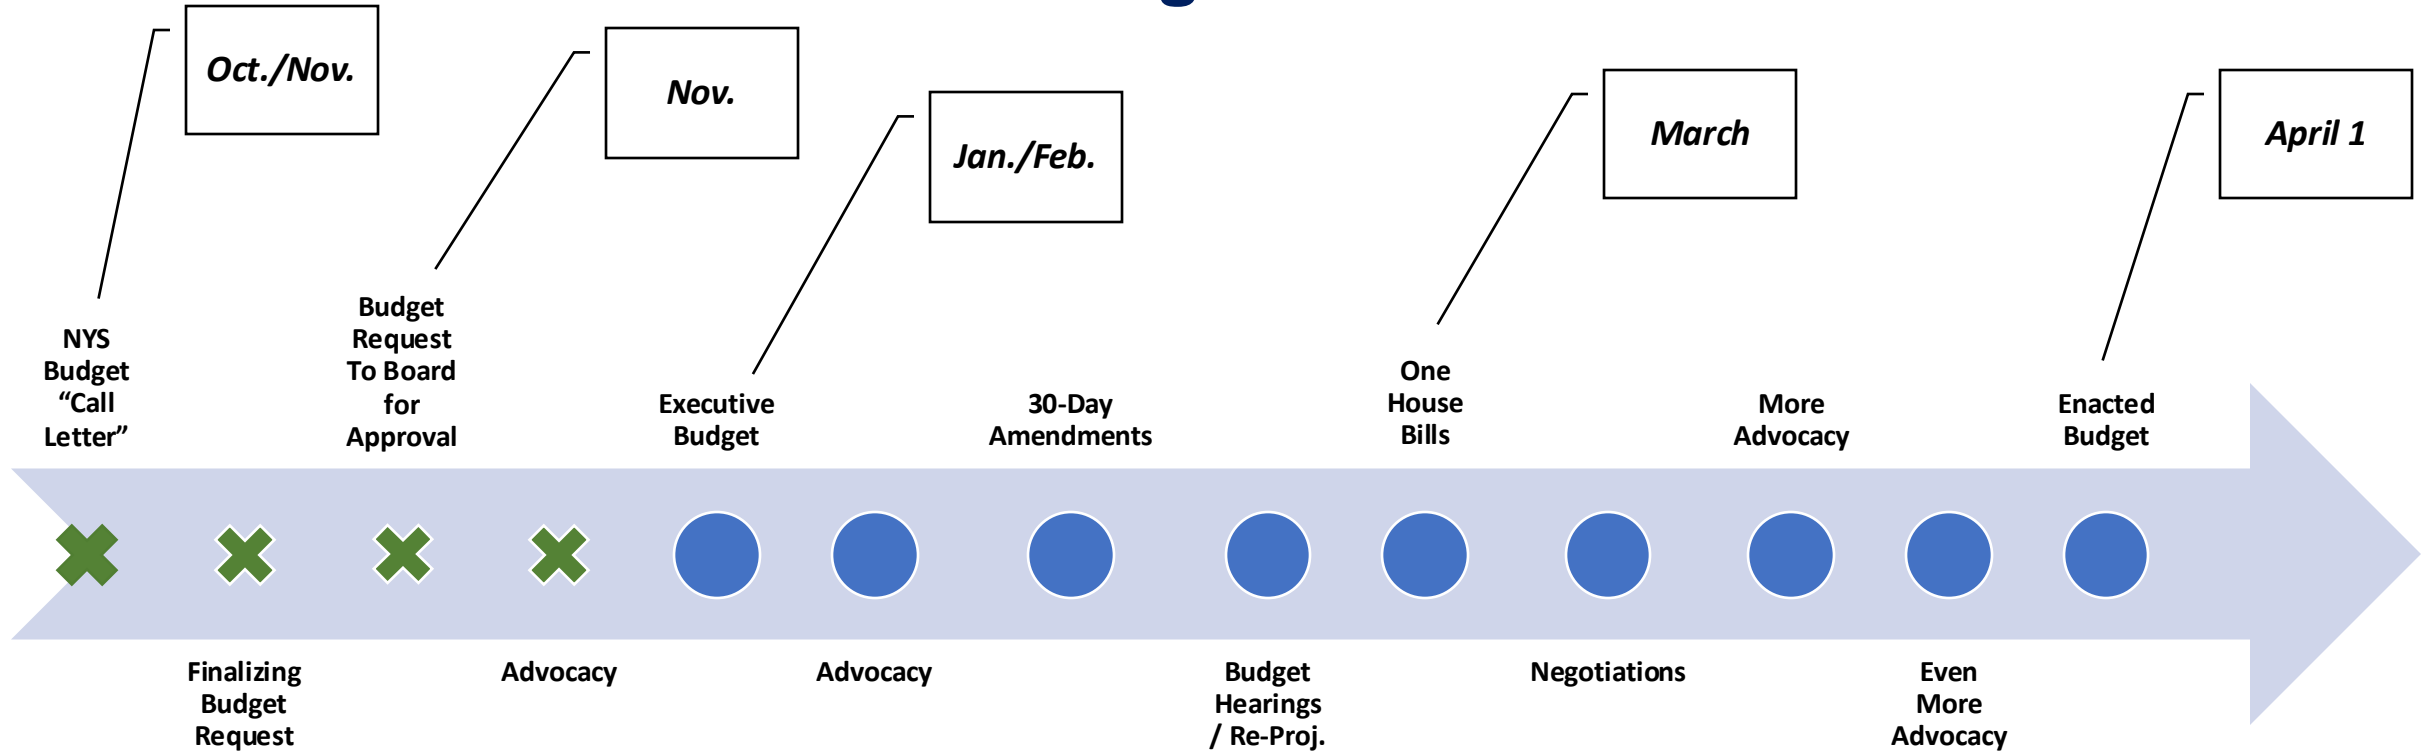 Oct./Nov.
Nov.
Jan./Feb.
March
April 1
NYS
Budget
“Call
Letter”
Budget
Request
To Board
for
Approval
Executive
Budget
30-Day
Amendments
One
House
Bills
More
Advocacy
Enacted
Budget
Finalizing
Budget
Request
Advocacy
Advocacy
Budget
Hearings
/ Re-Proj.
Negotiations
Even
More
Advocacy